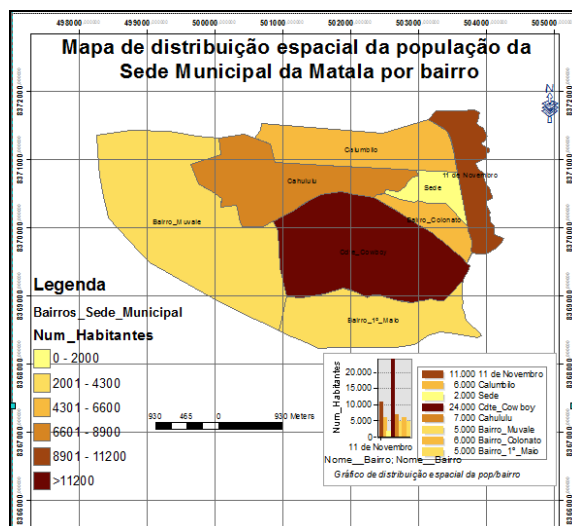 498000
499000
500000
501000
502000
503000
504000
505000
Mapa de distribuição espacial da população da
Sede Municipal da Matala por bairro
N
8372000
8371000
8370000
8369000
8368000
8367000
8366000
Calumbilo
11 de Novembro
Cahululu
Sede
Bairro_Muvale
Bairro_Colonato
Cdte_Cowboy
Bairro_1º_Maio
Legenda
Bairros_Sede_Municipal
Num_Habitantes
0 - 2000
2001 - 4300
4301 - 6600
6601 - 8900
8901 - 11200
>11200
930 465 0 930 Meters
Num_Habitantes
20.000
15.000
10.000
5.000
0
11 de Novembro
Nome__Bairro; Nome__Bairro
11.000 11 de Novembro
6.000 Calumbilo
2.000 Sede
24.000 Cdte_Cowboy
7.000 Cahululu
5.000 Bairro_Muvale
6.000 Bairro_Colonato
5.000 Bairro_1º_Maio
Gráfico de distribuição espacial da pop/bairro